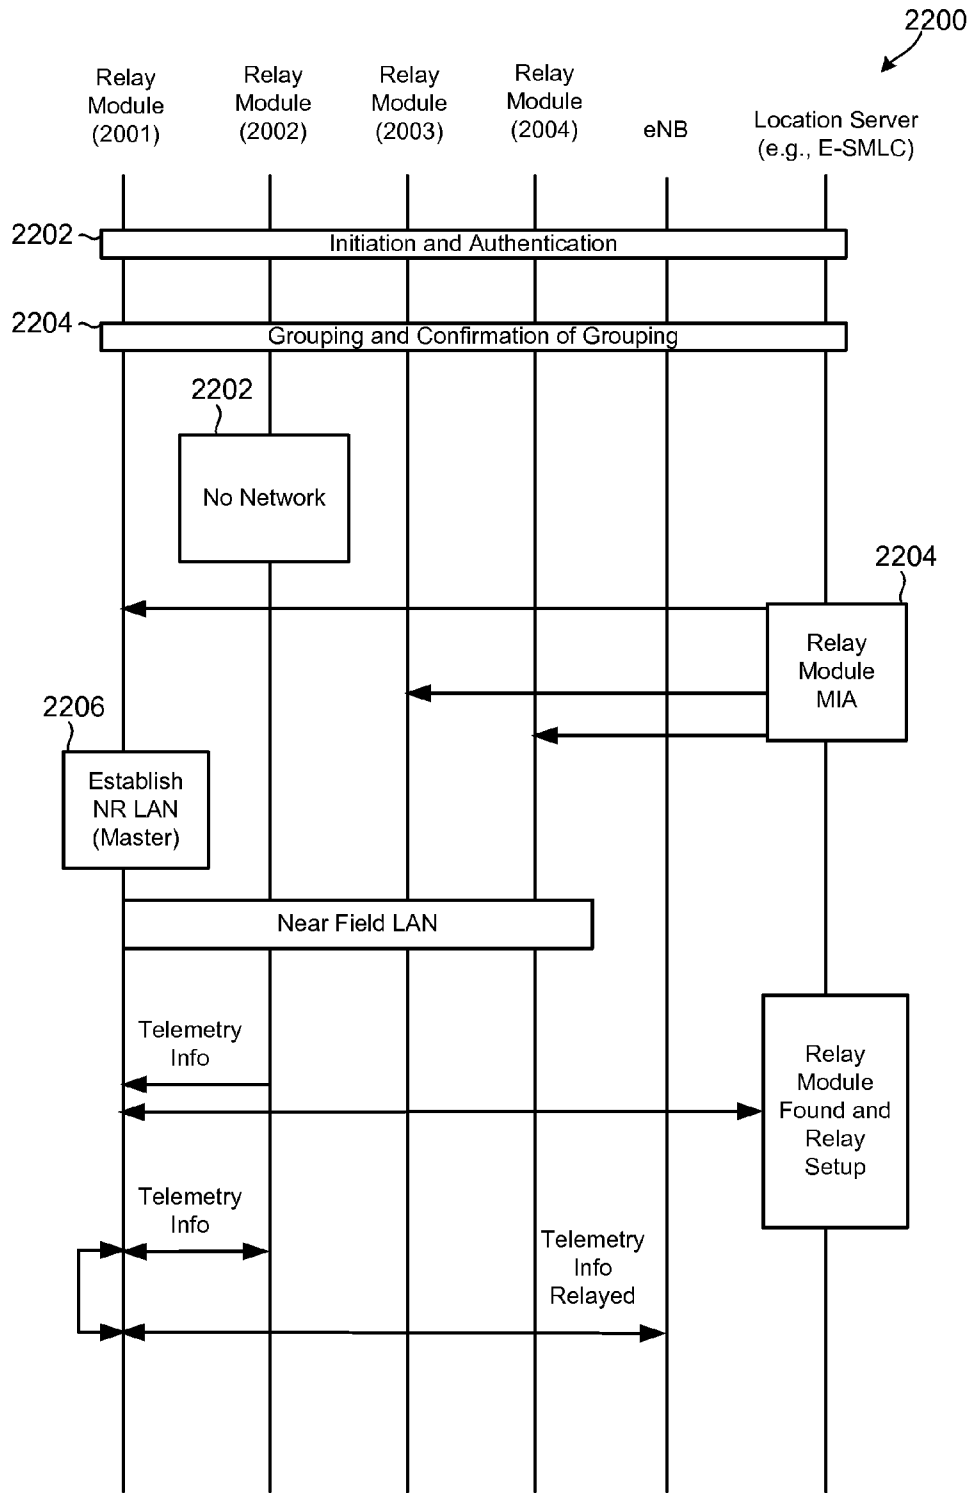 2200
Relay
Module
(2001)
Relay
Module
(2002)
Relay
Module
(2003)
Relay
Module
(2004)
eNB
Location Server
(e.g., E-SMLC)
2202
Initiation and Authentication
2204
Grouping and Confirmation of Grouping
2202
No Network
2204
Relay
Module
MIA
2206
Establish
NR LAN
(Master)
Near Field LAN
Telemetry
Info
Relay
Module
Found and
Relay
Setup
Telemetry
Info
Telemetry
Info
Relayed